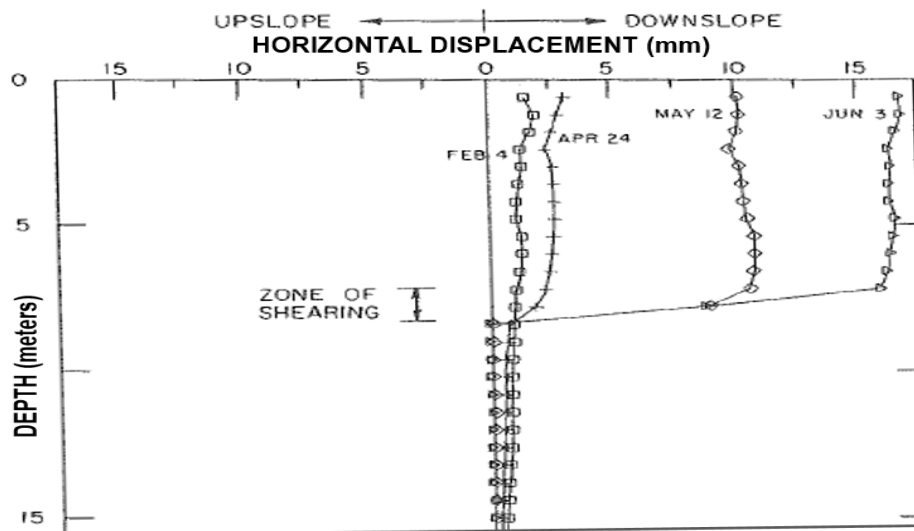 UPSLOPE DOWNSLOPE
HORIZONTAL DISPLACEMENT (mm)
0 15 10 5 0 5 10 15
MAY 12 JUN 3
APR 24
FEB 4
5
ZONE OF
SHEARING
DEPTH (meters)
15